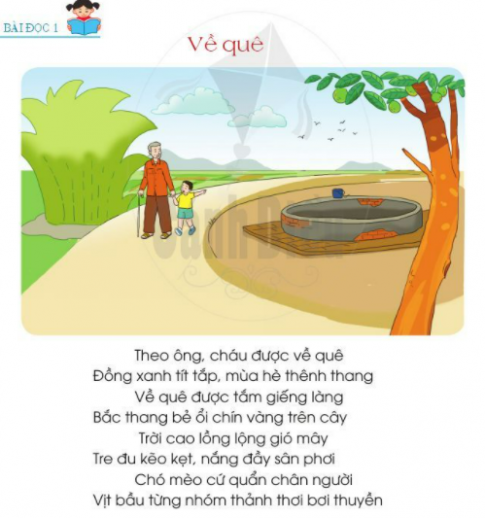 BÀI ĐỌC 1
Về quê
Cánh Diều
Theo ông, cháu được về quê
Đồng xanh tít tắp, mùa hè thênh thang
Về quê được tắm giếng làng
Bắc thang bẻ ổi chín vàng trên cây
Trời cao lồng lộng gió mây
Tre đu kẽo kẹt, nắng đầy sân phơi
Chó mèo cứ quẩn chân người
Vịt bầu từng nhóm thảnh thơi bơi thuyền